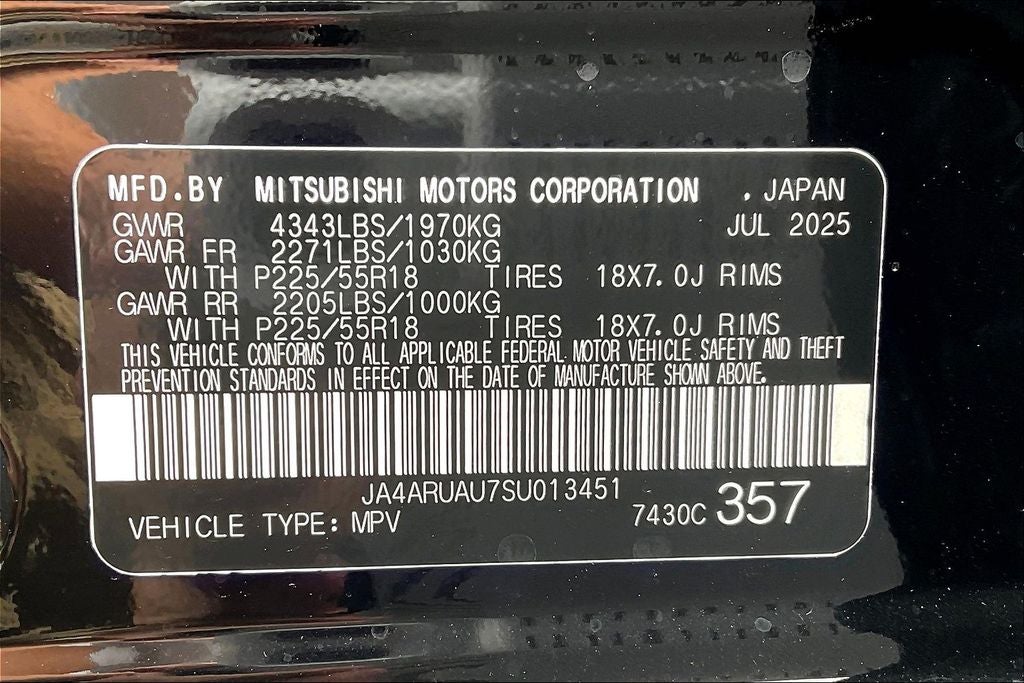 MFD.BY MITSUBISHI MOTORS CORPORATION . JAPAN
GWWR 4343LBS/1970KG JUL 2025
GAWR FR 2271LBS/1030KG
WITH P225/55R18 TIRES 18X7.0J RIMS
GAWR RR 2205LBS/1000KG
WITH P225/55R18 TIRES 18X7.0J RIMS
THIS VEHICLE CONFORMS TO ALL APPLICABLE FEDERAL MOTOR VEHICLE SAFETY AND THEFT
PREVENTION STANDARDS IN EFFECT ON THE DATE OF MANUFACTURE SHOWN ABOVE.
JA4ARUAU7SU013451
VEHICLE TYPE: MPV 7430C 357